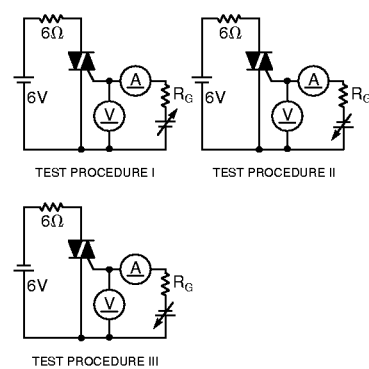 6Ω
6V
A
V
RG
TEST PROCEDURE I
6Ω
6V
A
V
RG
TEST PROCEDURE II
6Ω
6V
A
V
RG
TEST PROCEDURE III